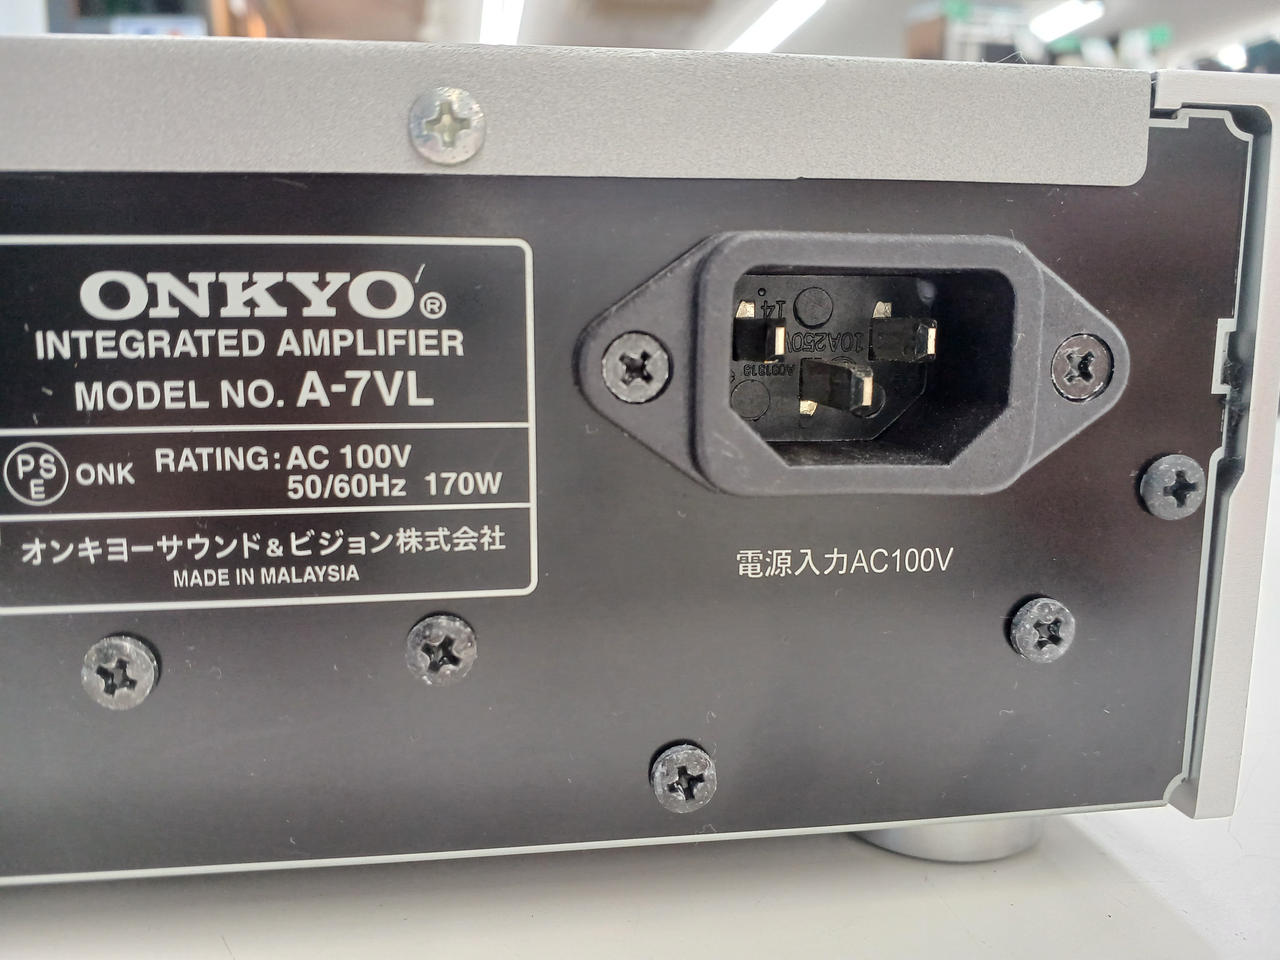 ONKYO®
INTEGRATED AMPLIFIER
MODEL NO. A-7VL
PSE ONK RATING: AC 100V
50/60Hz 170W
オンキヨーサウンド&ビジョン株式会社
MADE IN MALAYSIA
14
10A250V
電源入力AC100V